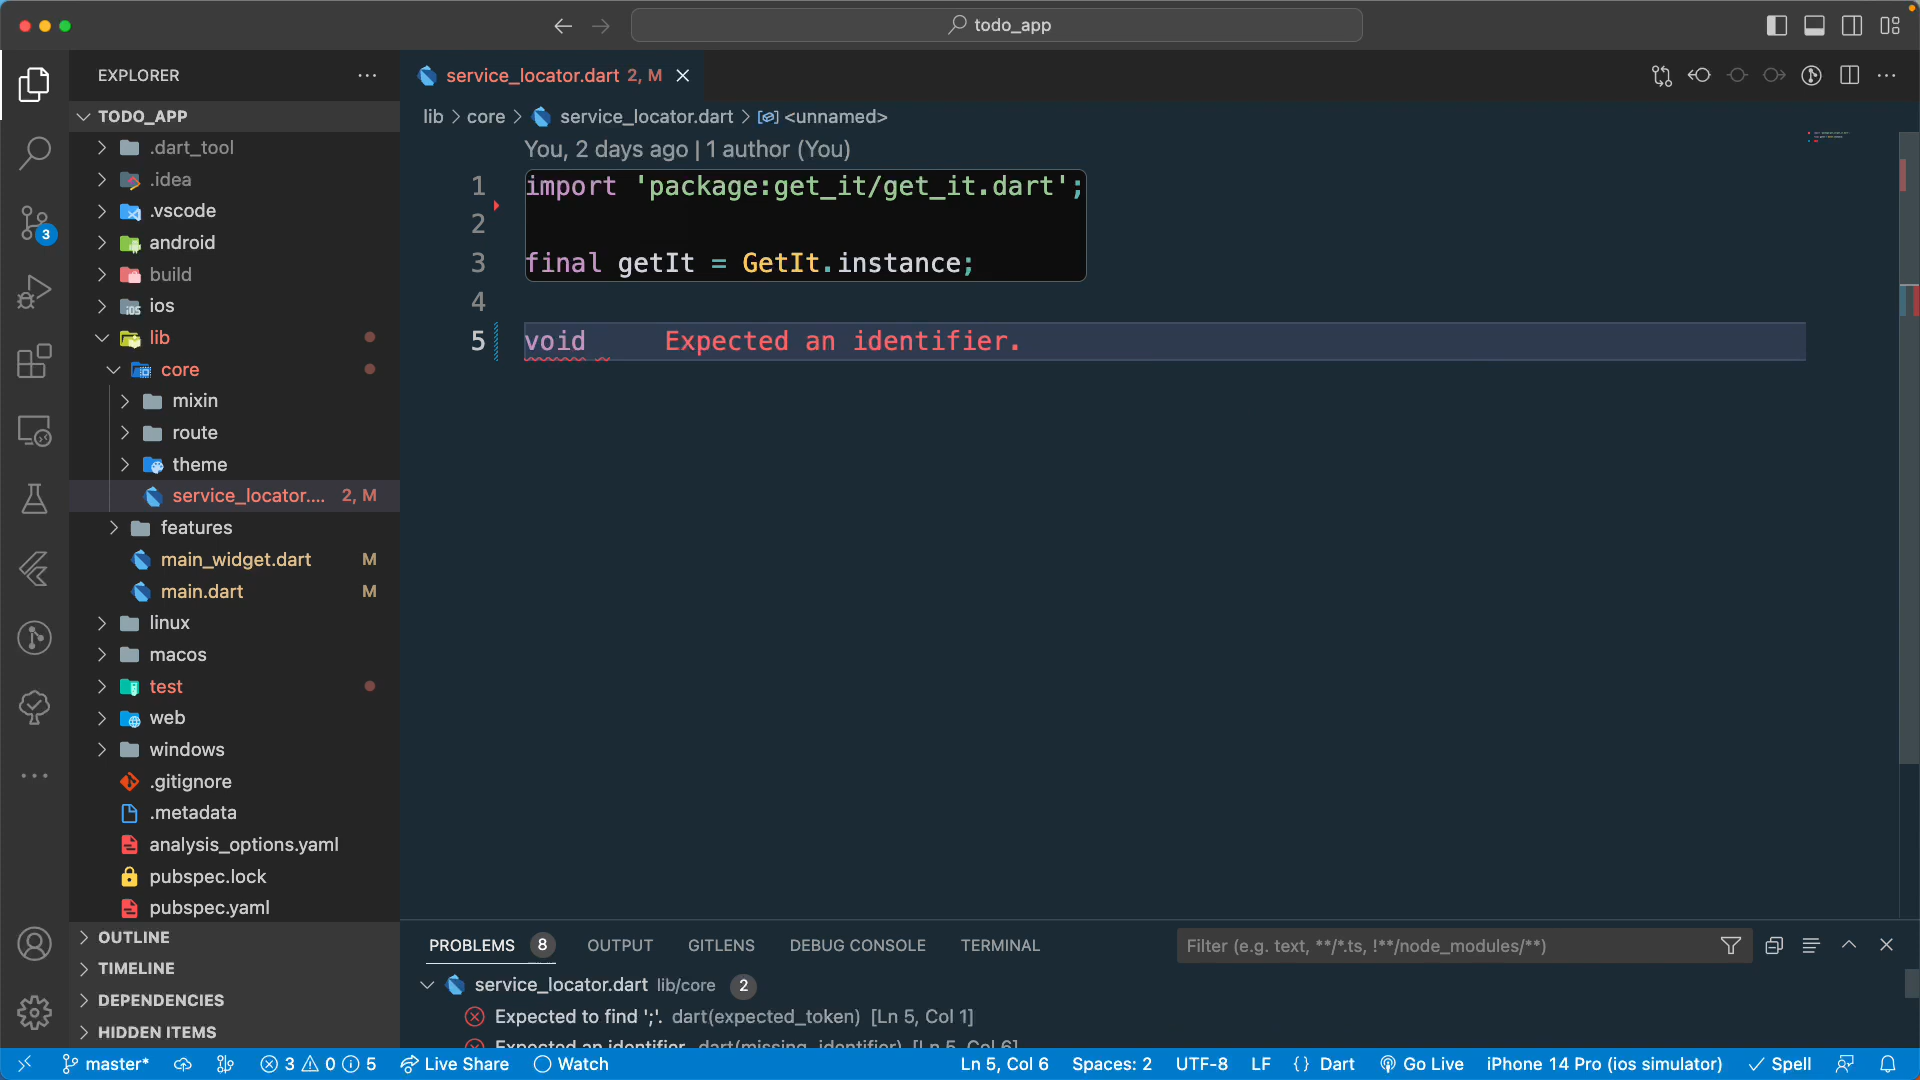 todo_app
EXPLORER
service_locator.dart 2, M
TODO_APP
lib > core > service_locator.dart > <unnamed>
.dart_tool
.idea
.vscode
android
build
ios
lib
core
mixin
route
theme
service_locator.... 2, M
features
main_widget.dart M
main.dart M
linux
macos
test
web
windows
.gitignore
.metadata
analysis_options.yaml
pubspec.lock
pubspec.yaml
OUTLINE
TIMELINE
DEPENDENCIES
HIDDEN ITEMS
3
You, 2 days ago | 1 author (You)
1 import 'package:get_it/get_it.dart';
2
3 final getIt = GetIt.instance;
4
5 void Expected an identifier.
PROBLEMS 8 OUTPUT GITLENS DEBUG CONSOLE TERMINAL
Filter (e.g. text, **/*.ts, !**/node_modules/**)
service_locator.dart lib/core 2
Expected to find ';'. dart(expected_token) [Ln 5, Col 1]
Expected an identifier. dart(missing_identifier) [Ln 5, Col 6]
master* 3 0 5 Live Share Watch Ln 5, Col 6 Spaces: 2 UTF-8 LF {} Dart Go Live iPhone 14 Pro (ios simulator) Spell